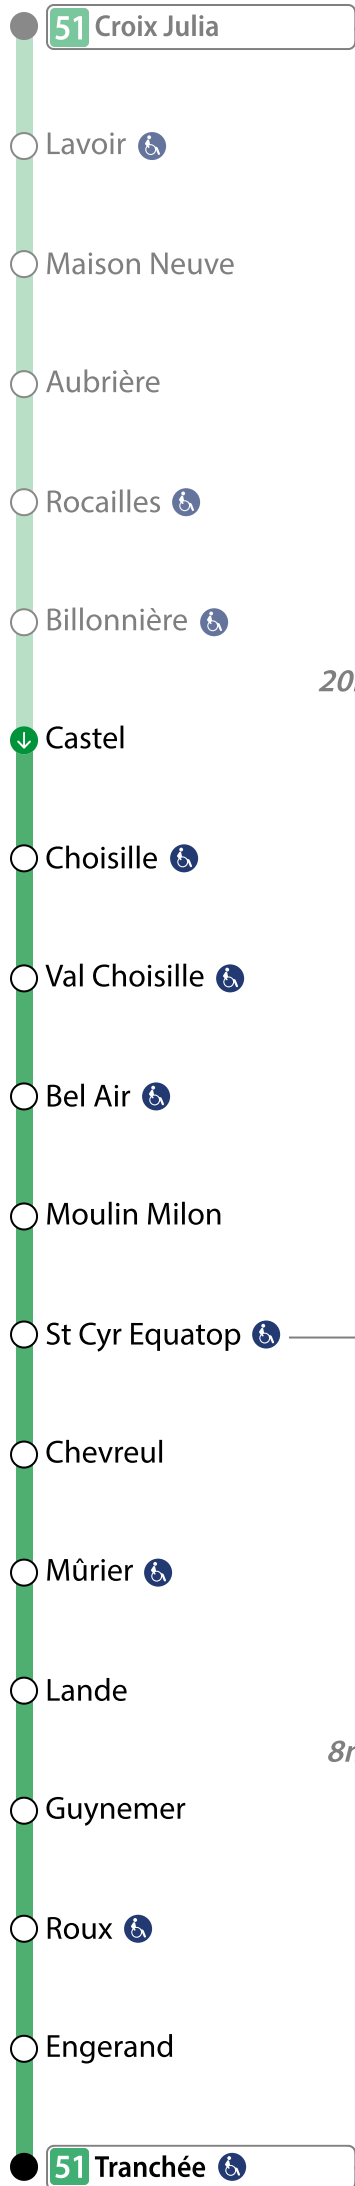 51 Croix Julia
Lavoir
Maison Neuve
Aubrière
Rocailles
Billonnière
Castel
Choisille
Val Choisille
Bel Air
Moulin Milon
St Cyr Equatop
Chevreul
Mûrier
Lande
Guynemer
Roux
Engerand
51 Tranchée